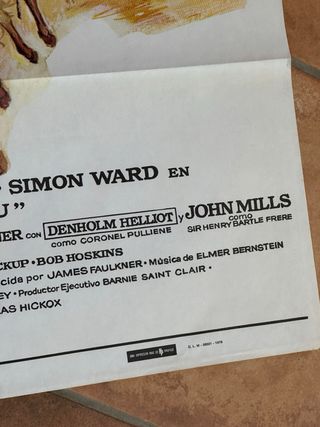 SIMON WARD EN
U”
NER CON DENHOLM HELLIOT y JOHN MILLS
como CORONEL PULLIENE como
SIR HENRY BARTLE FRERE
CKUP • BOB HOSKINS
cida por JAMES FAULKNER • Música de ELMER BERNSTEIN
EY • Productor Ejecutivo BARNIE SAINT CLAIR •
AS HICKOX